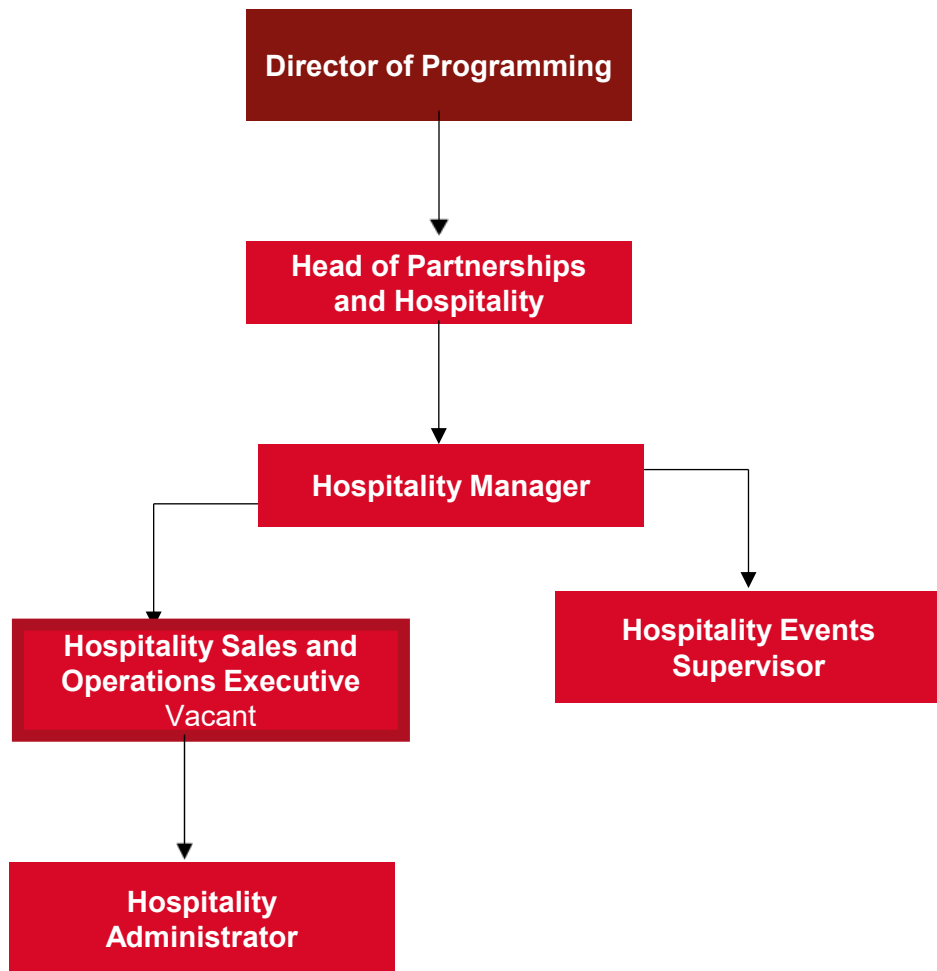 Director of Programming
Head of Partnerships
and Hospitality
Hospitality Manager
Hospitality Sales and
Operations Executive
Vacant
Hospitality Events
Supervisor
Hospitality
Administrator